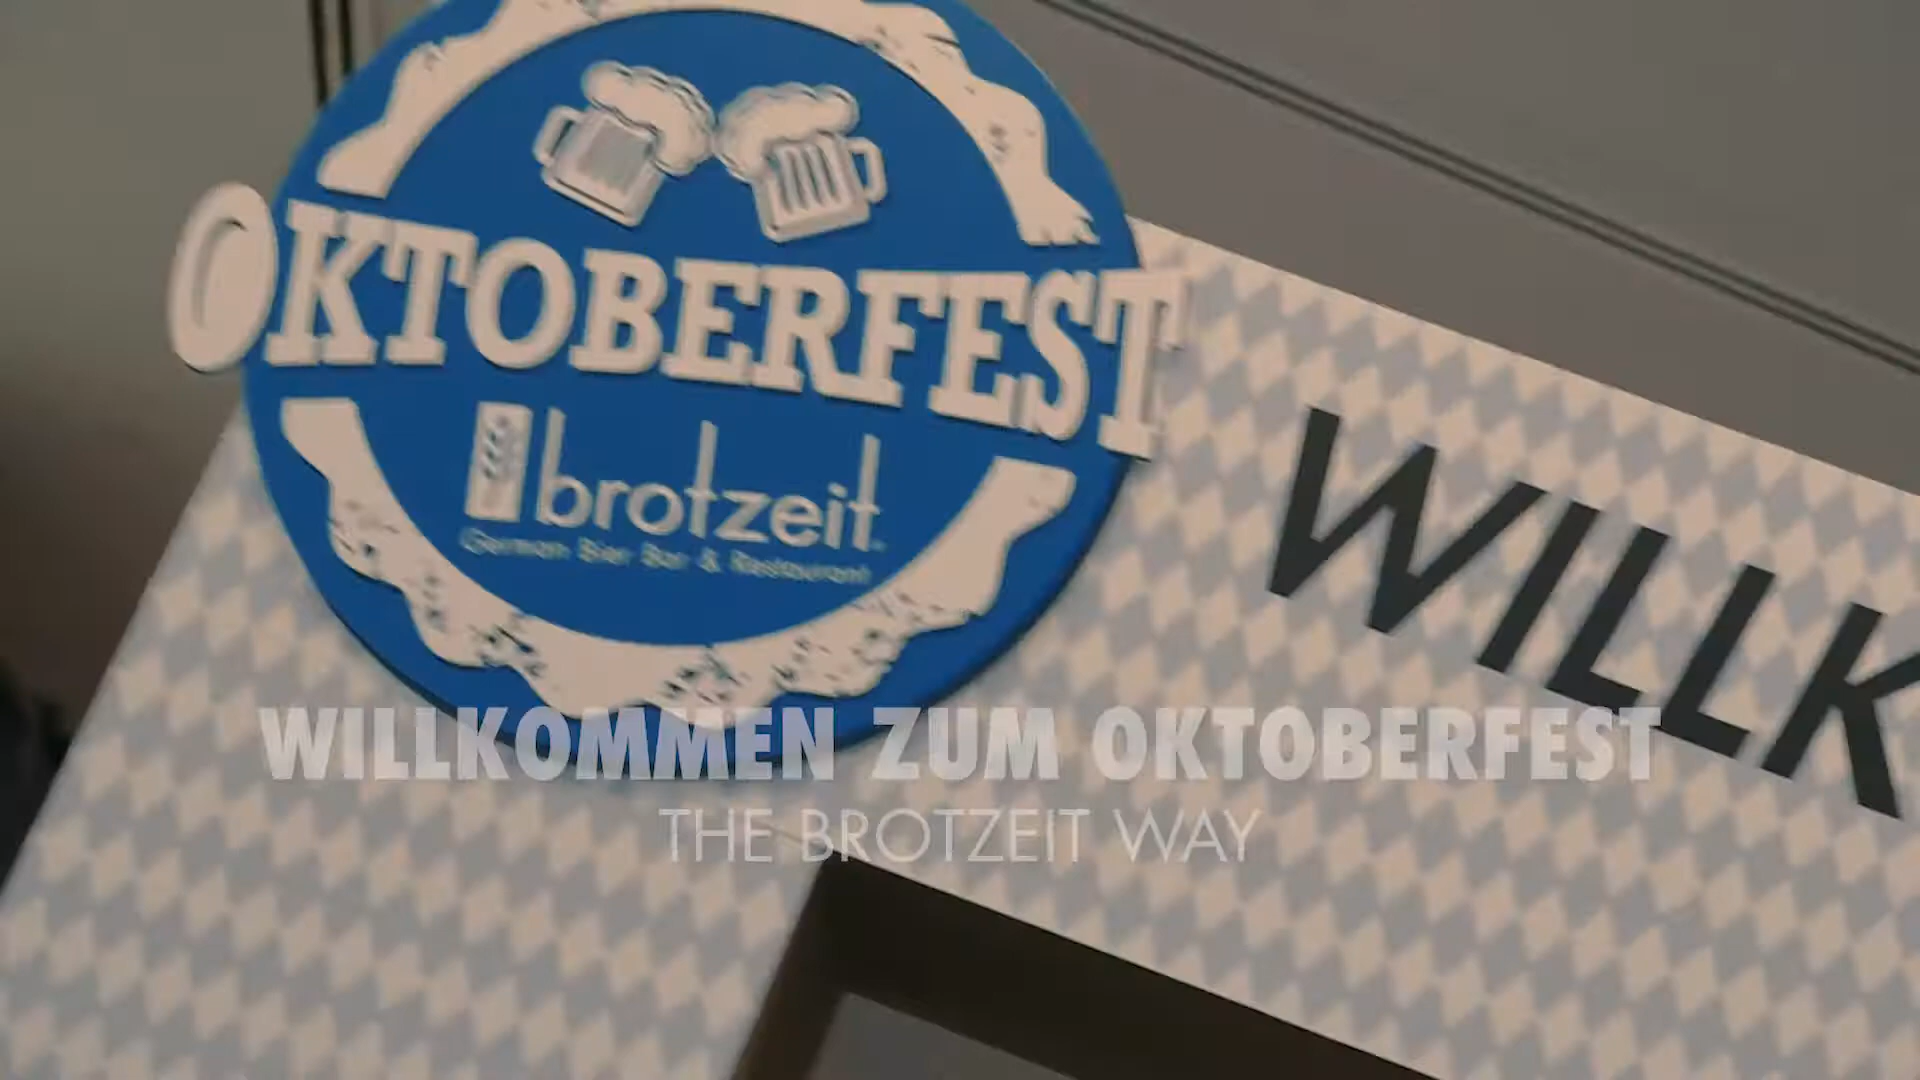 OKTOBERFEST
brotzeit
German Bier Bar & Restaurant
WILLK
WILLKOMMEN ZUM OKTOBERFEST
THE BROTZEIT WAY